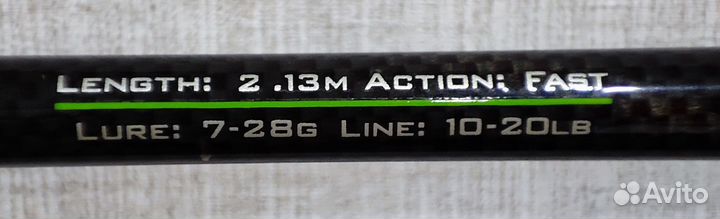 Length: 2.13m Action: Fast
Lure: 7-28g Line: 10-20lb
Avito